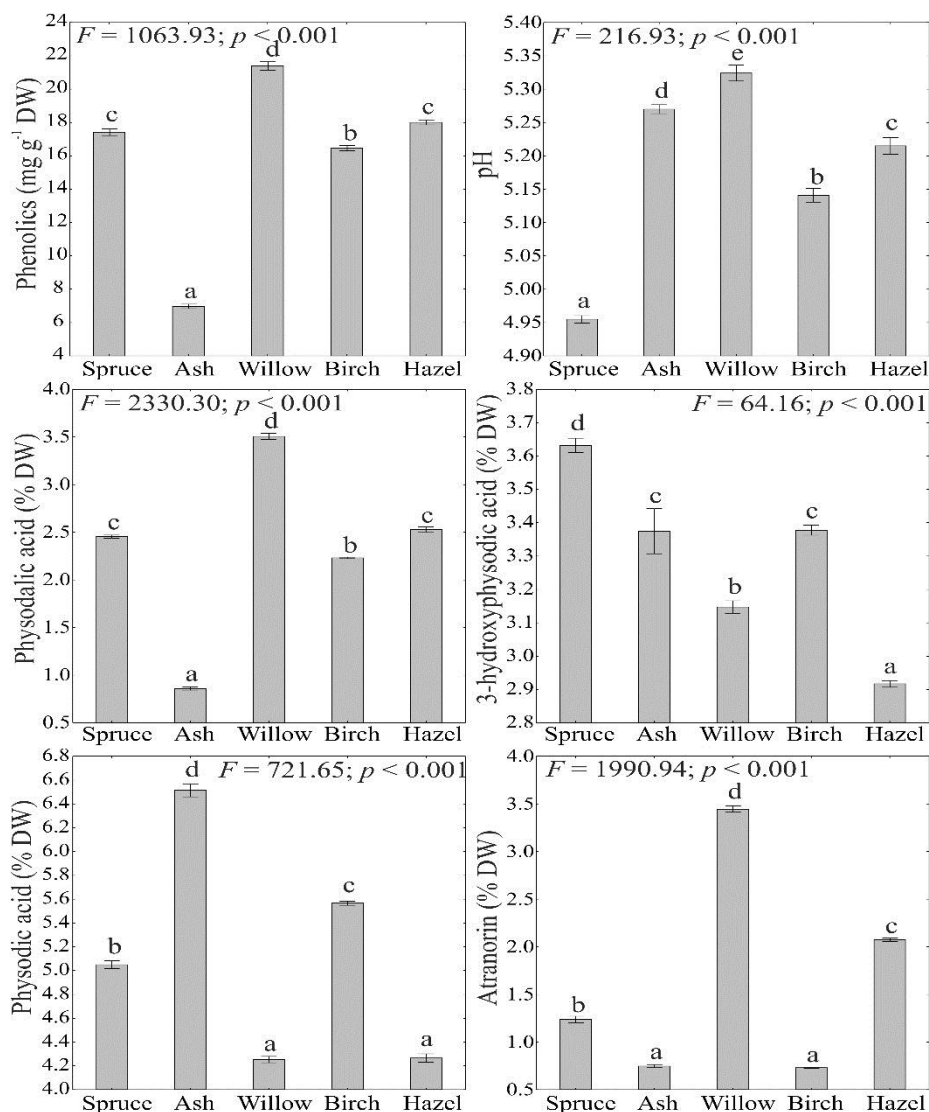 F = 1063.93; p < 0.001
Phenolics (mg g⁻¹ DW)
24
22
20
18
16
14
12
10
8
6
4
c
a
d
b
c
Spruce Ash Willow Birch Hazel
F = 216.93; p < 0.001
pH
5.40
5.35
5.30
5.25
5.20
5.15
5.10
5.05
5.00
4.95
4.90
a
d
e
b
c
Spruce Ash Willow Birch Hazel
F = 2330.30; p < 0.001
Physodalic acid (% DW)
4.0
3.5
3.0
2.5
2.0
1.5
1.0
0.5
c
a
d
b
c
Spruce Ash Willow Birch Hazel
F = 64.16; p < 0.001
3-hydroxyphysodic acid (% DW)
3.8
3.7
3.6
3.5
3.4
3.3
3.2
3.1
3.0
2.9
2.8
d
c
b
c
a
Spruce Ash Willow Birch Hazel
F = 721.65; p < 0.001
Physodic acid (% DW)
6.8
6.6
6.4
6.2
6.0
5.8
5.6
5.4
5.2
5.0
4.8
4.6
4.4
4.2
4.0
b
d
a
c
a
Spruce Ash Willow Birch Hazel
F = 1990.94; p < 0.001
Atranorin (% DW)
4.0
3.5
3.0
2.5
2.0
1.5
1.0
0.5
b
a
d
a
c
Spruce Ash Willow Birch Hazel